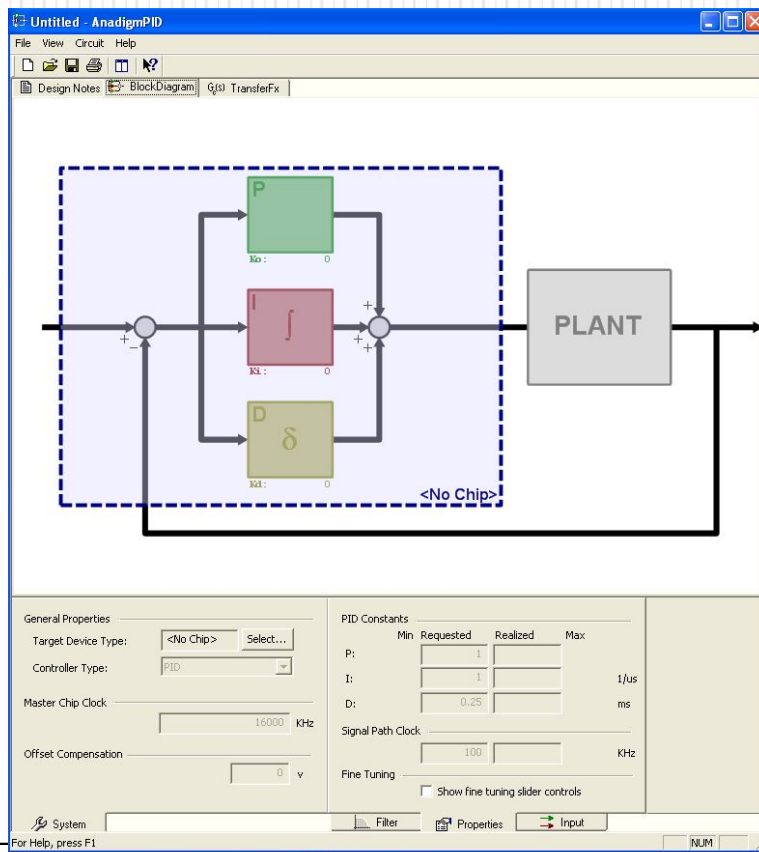 Untitled - AnadigmPID
File View Circuit Help
Design Notes BlockDiagram G(s) TransferFx
P
Ko: 0
I
∫
Ki: 0
D
δ
Kd: 0
+
−
+
+
+
PLANT
<No Chip>
General Properties
Target Device Type: <No Chip> Select...
Controller Type: PID
Master Chip Clock
16000 KHz
Offset Compensation
0 v
PID Constants
Min Requested Realized Max
P: 1
I: 1 1/us
D: 0.25 ms
Signal Path Clock
100 KHz
Fine Tuning
Show fine tuning slider controls
System
Filter Properties Input
For Help, press F1 NUM